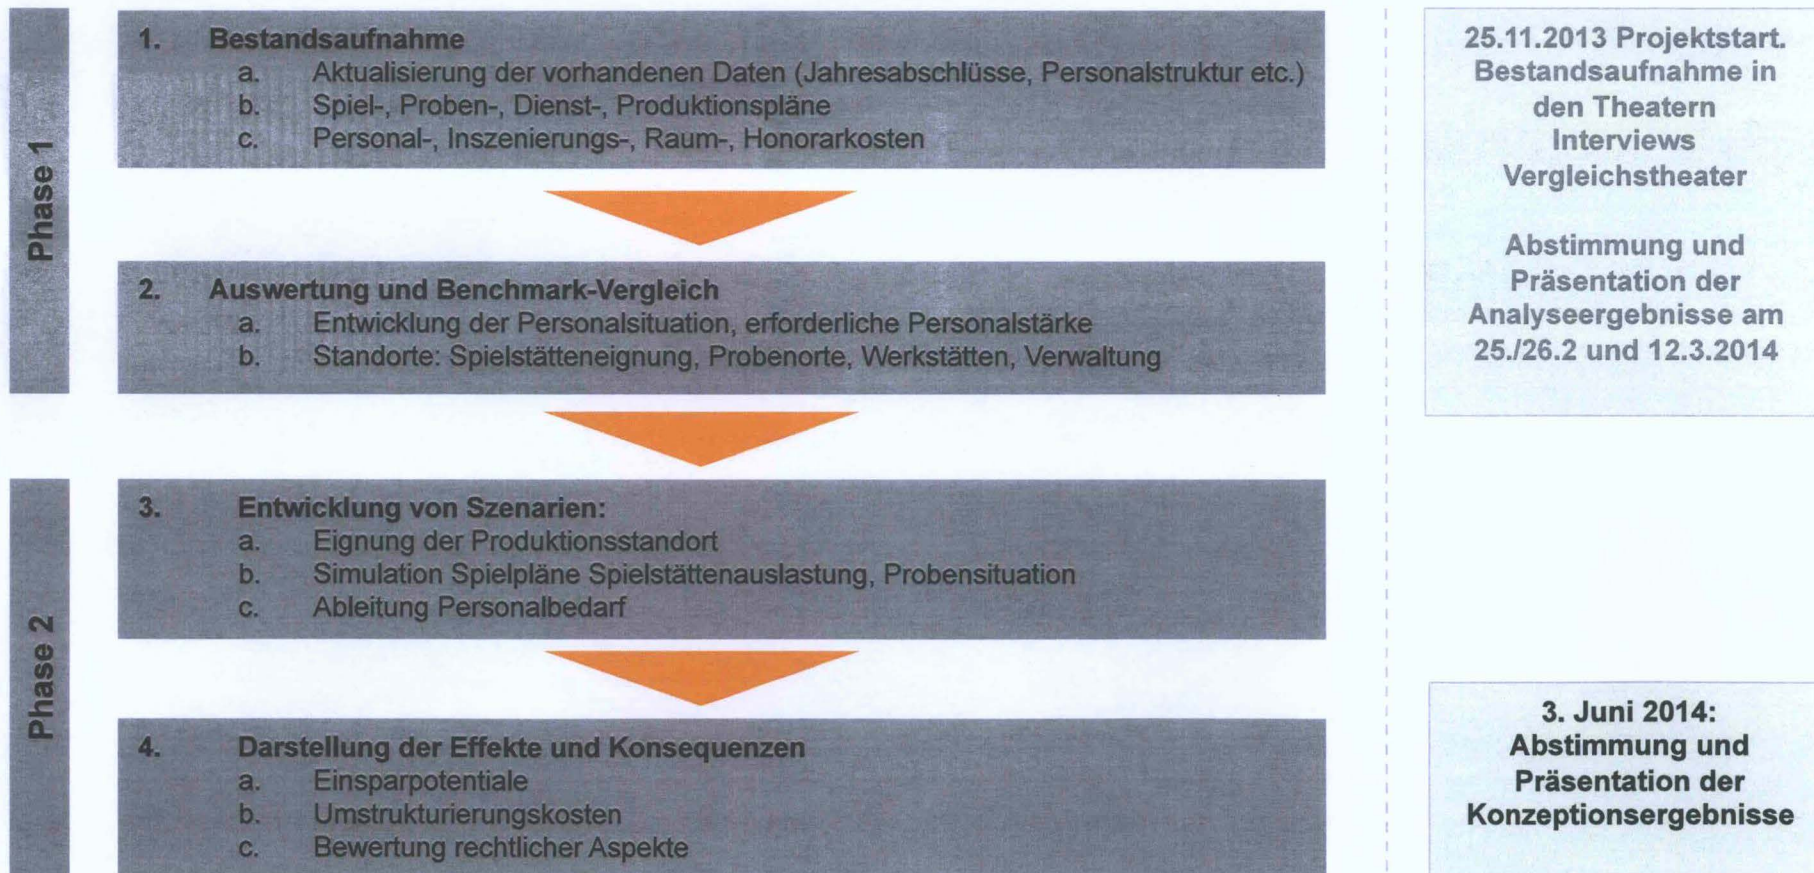 Phase 1
1. Bestandsaufnahme
a. Aktualisierung der vorhandenen Daten (Jahresabschlüsse, Personalstruktur etc.)
b. Spiel-, Proben-, Dienst-, Produktionspläne
c. Personal-, Inszenierungs-, Raum-, Honorarkosten
2. Auswertung und Benchmark-Vergleich
a. Entwicklung der Personalsituation, erforderliche Personalstärke
b. Standorte: Spielstätteneignung, Probenorte, Werkstätten, Verwaltung
25.11.2013 Projektstart.
Bestandsaufnahme in
den Theatern
Interviews
Vergleichstheater
Abstimmung und
Präsentation der
Analyseergebnisse am
25./26.2 und 12.3.2014
Phase 2
3. Entwicklung von Szenarien:
a. Eignung der Produktionsstandort
b. Simulation Spielpläne Spielstättenauslastung, Probensituation
c. Ableitung Personalbedarf
4. Darstellung der Effekte und Konsequenzen
a. Einsparpotentiale
b. Umstrukturierungskosten
c. Bewertung rechtlicher Aspekte
3. Juni 2014:
Abstimmung und
Präsentation der
Konzeptionsergebnisse